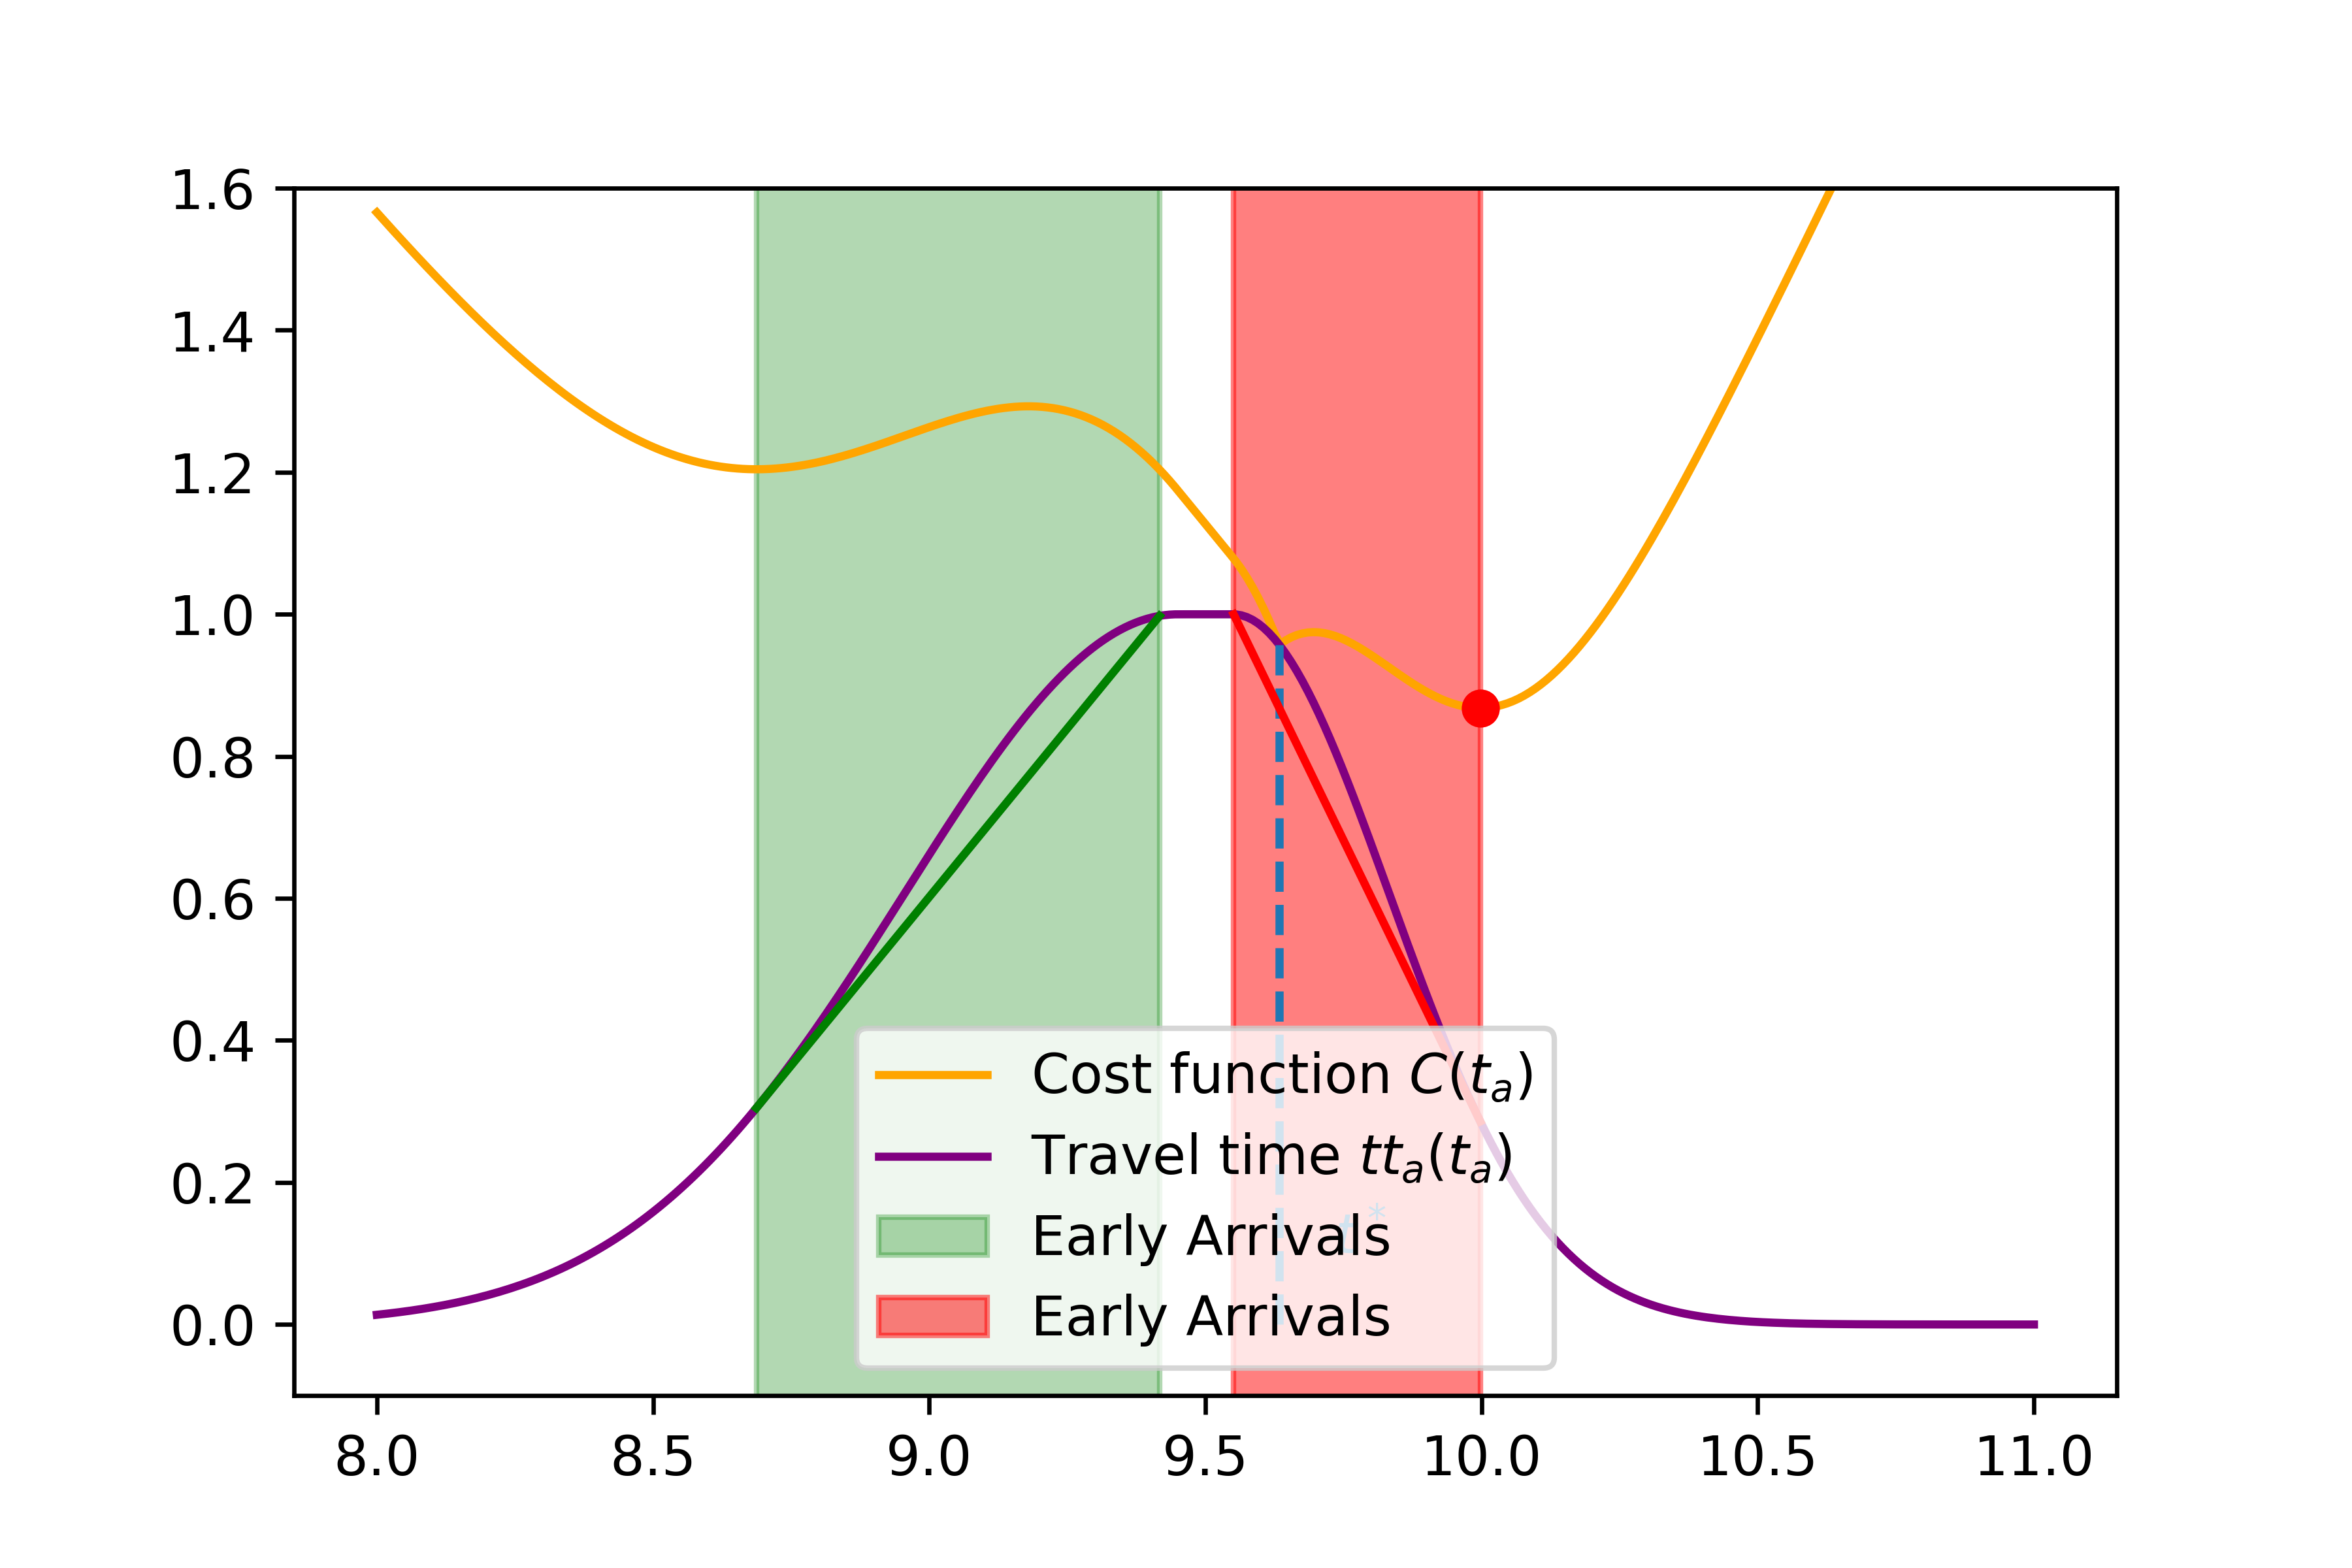 1.6
1.4
1.2
1.0
0.8
0.6
0.4
0.2
0.0
Cost function C(tₐ)
Travel time ttₐ(tₐ)
Early Arrivals
Early Arrivals
8.0 8.5 9.0 9.5 10.0 10.5 11.0